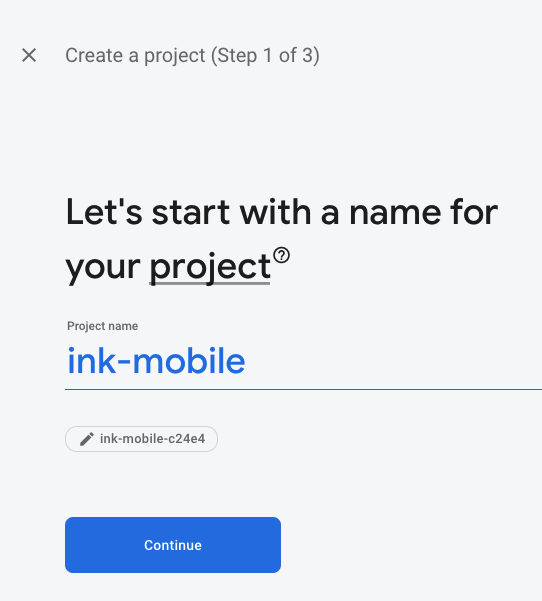 Create a project (Step 1 of 3)
Let's start with a name for
your project
Project name
ink-mobile
ink-mobile-c24e4
Continue